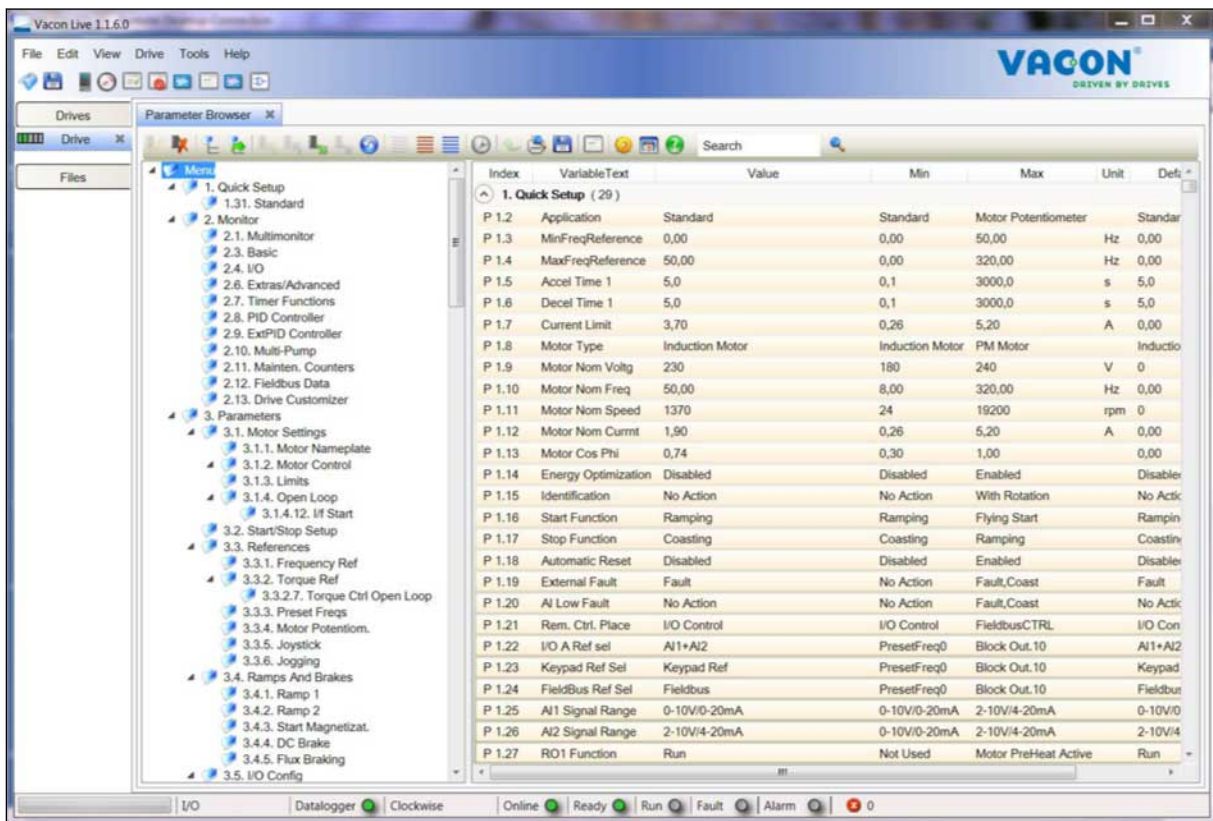 Vacon Live 1.1.6.0
File Edit View Drive Tools Help
VACON®
DRIVEN BY DRIVES
Drives
Drive
Files
Parameter Browser
Search
Menu
1. Quick Setup
1.31. Standard
2. Monitor
2.1. Multimonitor
2.3. Basic
2.4. I/O
2.6. Extras/Advanced
2.7. Timer Functions
2.8. PID Controller
2.9. ExtPID Controller
2.10. Multi-Pump
2.11. Mainten. Counters
2.12. Fieldbus Data
2.13. Drive Customizer
3. Parameters
3.1. Motor Settings
3.1.1. Motor Nameplate
3.1.2. Motor Control
3.1.3. Limits
3.1.4. Open Loop
3.1.4.12. I/f Start
3.2. Start/Stop Setup
3.3. References
3.3.1. Frequency Ref
3.3.2. Torque Ref
3.3.2.7. Torque Ctrl Open Loop
3.3.3. Preset Freqs
3.3.4. Motor Potentiom.
3.3.5. Joystick
3.3.6. Jogging
3.4. Ramps And Brakes
3.4.1. Ramp 1
3.4.2. Ramp 2
3.4.3. Start Magnetizat.
3.4.4. DC Brake
3.4.5. Flux Braking
3.5. I/O Config
Index VariableText Value Min Max Unit Defa
1. Quick Setup ( 29 )
P 1.2 Application Standard Standard Motor Potentiometer Standar
P 1.3 MinFreqReference 0,00 0,00 50,00 Hz 0,00
P 1.4 MaxFreqReference 50,00 0,00 320,00 Hz 0,00
P 1.5 Accel Time 1 5,0 0,1 3000,0 s 5,0
P 1.6 Decel Time 1 5,0 0,1 3000,0 s 5,0
P 1.7 Current Limit 3,70 0,26 5,20 A 0,00
P 1.8 Motor Type Induction Motor Induction Motor PM Motor Inductio
P 1.9 Motor Nom Voltg 230 180 240 V 0
P 1.10 Motor Nom Freq 50,00 8,00 320,00 Hz 0,00
P 1.11 Motor Nom Speed 1370 24 19200 rpm 0
P 1.12 Motor Nom Currnt 1,90 0,26 5,20 A 0,00
P 1.13 Motor Cos Phi 0,74 0,30 1,00 0,00
P 1.14 Energy Optimization Disabled Disabled Enabled Disable
P 1.15 Identification No Action No Action With Rotation No Actic
P 1.16 Start Function Ramping Ramping Flying Start Rampin
P 1.17 Stop Function Coasting Coasting Ramping Coastin
P 1.18 Automatic Reset Disabled Disabled Enabled Disable
P 1.19 External Fault Fault No Action Fault,Coast Fault
P 1.20 AI Low Fault No Action No Action Fault,Coast No Actic
P 1.21 Rem. Ctrl. Place I/O Control I/O Control FieldbusCTRL I/O Con
P 1.22 I/O A Ref sel AI1+AI2 PresetFreq0 Block Out.10 AI1+AI2
P 1.23 Keypad Ref Sel Keypad Ref PresetFreq0 Block Out.10 Keypad
P 1.24 FieldBus Ref Sel Fieldbus PresetFreq0 Block Out.10 Fieldbus
P 1.25 AI1 Signal Range 0-10V/0-20mA 0-10V/0-20mA 2-10V/4-20mA 0-10V/0
P 1.26 AI2 Signal Range 2-10V/4-20mA 0-10V/0-20mA 2-10V/4-20mA 2-10V/4
P 1.27 RO1 Function Run Not Used Motor PreHeat Active Run
I/O Datalogger Clockwise Online Ready Run Fault Alarm 0